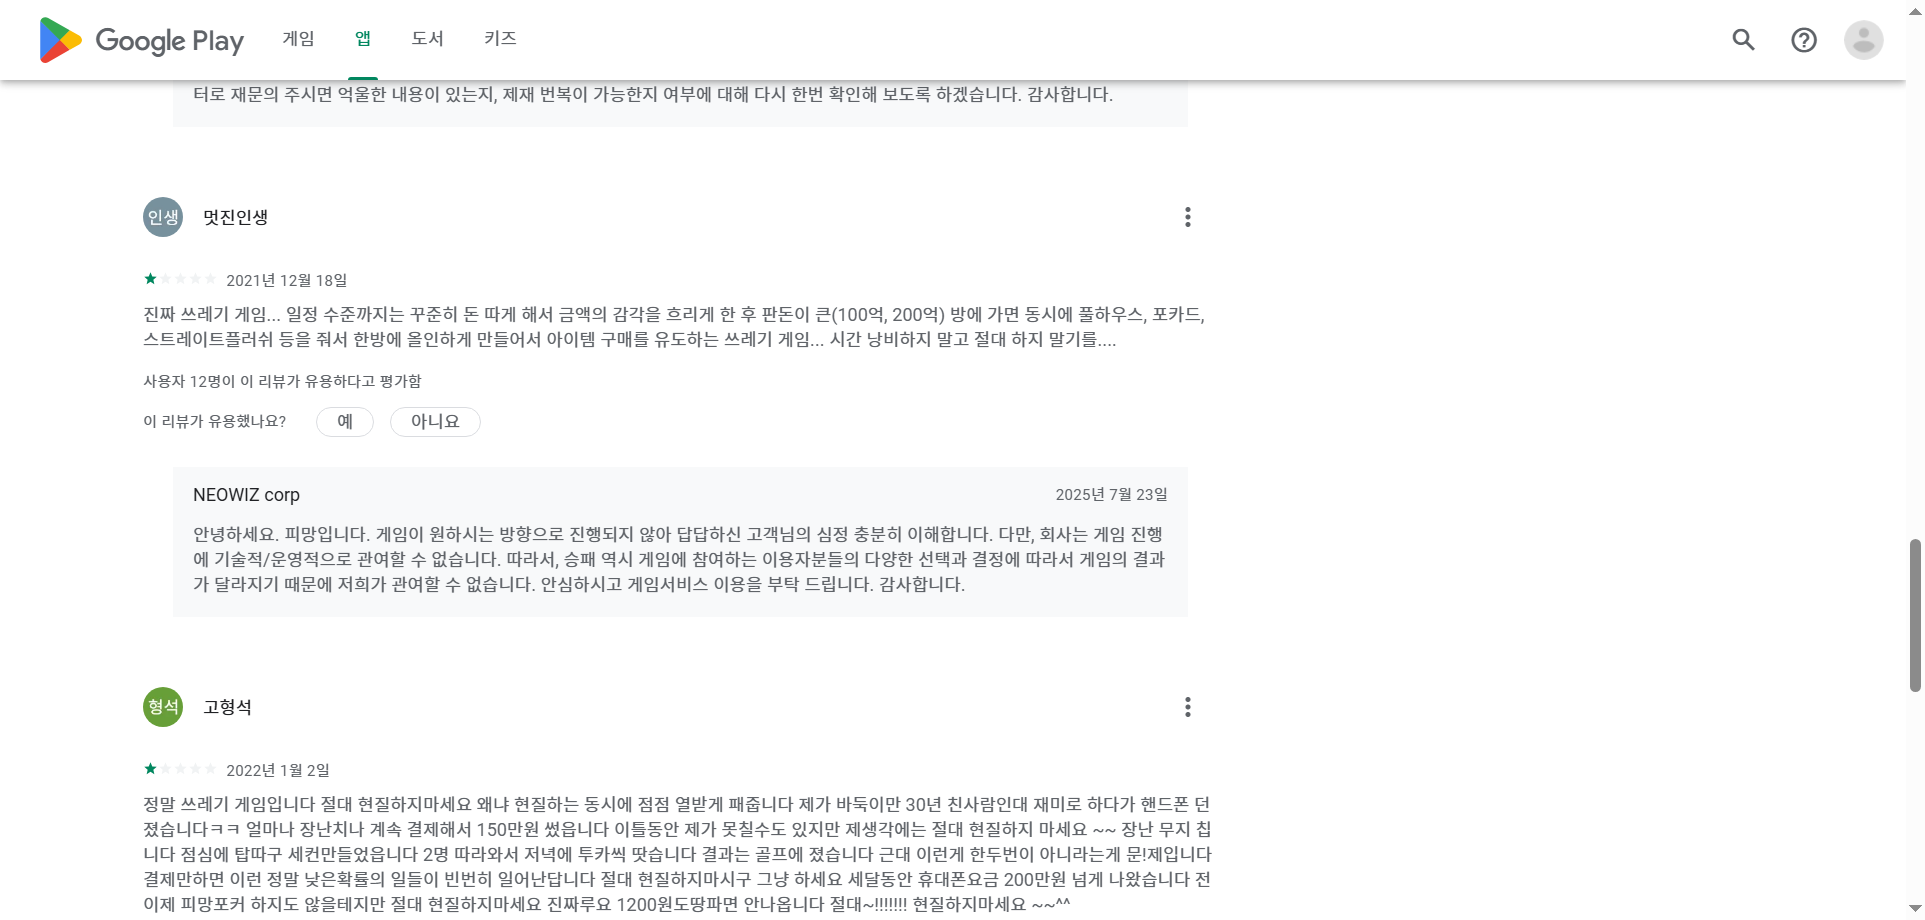 Google Play 게임 앱 도서 키즈
터로 재문의 주시면 억울한 내용이 있는지, 제재 번복이 가능한지 여부에 대해 다시 한번 확인해 보도록 하겠습니다. 감사합니다.
인생 멋진인생
2021년 12월 18일
진짜 쓰레기 게임... 일정 수준까지는 꾸준히 돈 따게 해서 금액의 감각을 흐리게 한 후 판돈이 큰(100억, 200억) 방에 가면 동시에 풀하우스, 포카드,
스트레이트플러쉬 등을 줘서 한방에 올인하게 만들어서 아이템 구매를 유도하는 쓰레기 게임... 시간 낭비하지 말고 절대 하지 말기를....
사용자 12명이 이 리뷰가 유용하다고 평가함
이 리뷰가 유용했나요? 예 아니요
NEOWIZ corp 2025년 7월 23일
안녕하세요. 피망입니다. 게임이 원하시는 방향으로 진행되지 않아 답답하신 고객님의 심정 충분히 이해합니다. 다만, 회사는 게임 진행
에 기술적/운영적으로 관여할 수 없습니다. 따라서, 승패 역시 게임에 참여하는 이용자분들의 다양한 선택과 결정에 따라서 게임의 결과
가 달라지기 때문에 저희가 관여할 수 없습니다. 안심하시고 게임서비스 이용을 부탁 드립니다. 감사합니다.
형석 고형석
2022년 1월 2일
정말 쓰레기 게임입니다 절대 현질하지마세요 왜냐 현질하는 동시에 점점 열받게 패줍니다 제가 바둑이만 30년 친사람인대 재미로 하다가 핸드폰 던
졌습니다ㅋㅋ 얼마나 장난치나 계속 결제해서 150만원 썼읍니다 이틀동안 제가 못칠수도 있지만 제생각에는 절대 현질하지 마세요 ~~ 장난 무지 칩
니다 점심에 탑따구 세컨만들었읍니다 2명 따라와서 저녁에 투카씩 땃습니다 결과는 골프에 졌습니다 근대 이런게 한두번이 아니라는게 문!제입니다
결제만하면 이런 정말 낮은확률의 일들이 빈번히 일어난답니다 절대 현질하지마시구 그냥 하세요 세달동안 휴대폰요금 200만원 넘게 나왔습니다 전
이제 피망포커 하지도 않을테지만 절대 현질하지마세요 진짜루요 1200원도땅파면 안나옵니다 절대~!!!!!!! 현질하지마세요 ~~^^